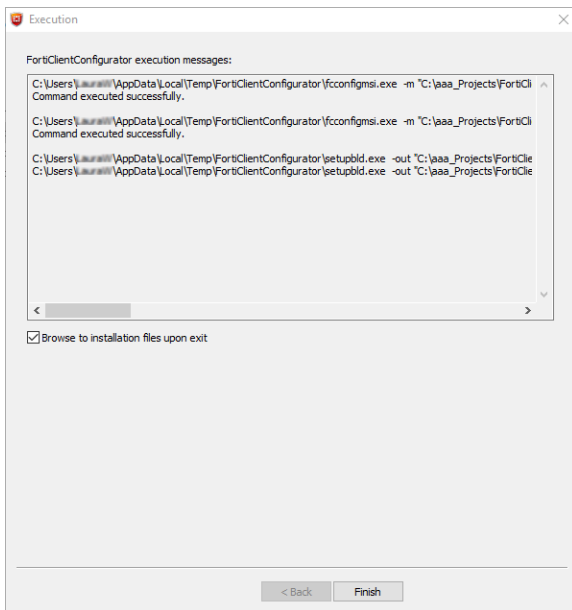 Execution
FortiClientConfigurator execution messages:
C:\Users\ \AppData\Local\Temp\FortiClientConfigurator\fcconfigmsi.exe -m "C:\aaa_Projects\FortiCli
Command executed successfully.
C:\Users\ \AppData\Local\Temp\FortiClientConfigurator\fcconfigmsi.exe -m "C:\aaa_Projects\FortiCli
Command executed successfully.
C:\Users\ \AppData\Local\Temp\FortiClientConfigurator\setupbld.exe -out "C:\aaa_Projects\FortiClie
C:\Users\ \AppData\Local\Temp\FortiClientConfigurator\setupbld.exe -out "C:\aaa_Projects\FortiClie
Browse to installation files upon exit
< Back Finish